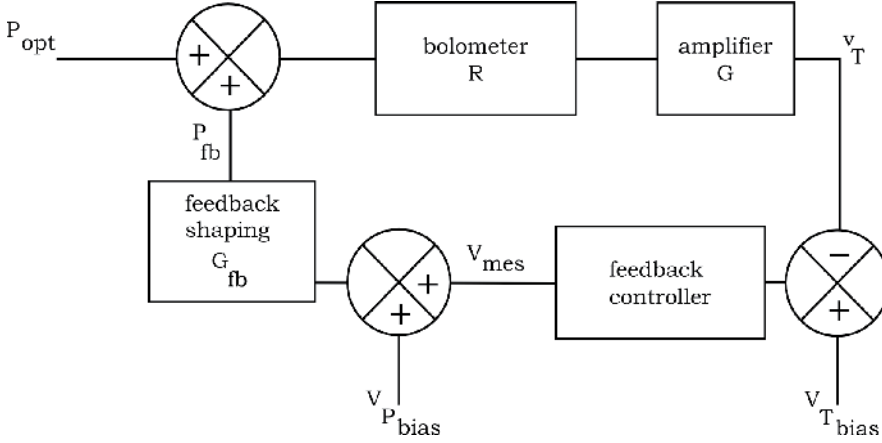 P opt
+
+
bolometer
R
amplifier
G
v T
P fb
feedback
shaping
G fb
+
+
V mes
feedback
controller
−
+
V P bias
V T bias